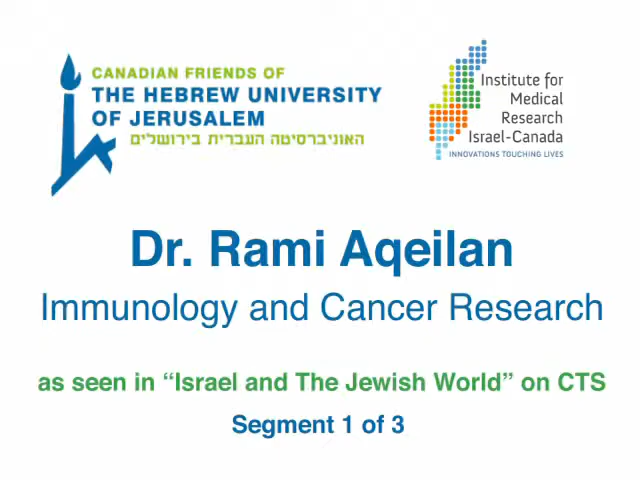 CANADIAN FRIENDS OF
THE HEBREW UNIVERSITY
OF JERUSALEM
האוניברסיטה העברית בירושלים
Institute for
Medical
Research
Israel-Canada
INNOVATIONS TOUCHING LIVES
Dr. Rami Aqeilan
Immunology and Cancer Research
as seen in “Israel and The Jewish World” on CTS
Segment 1 of 3